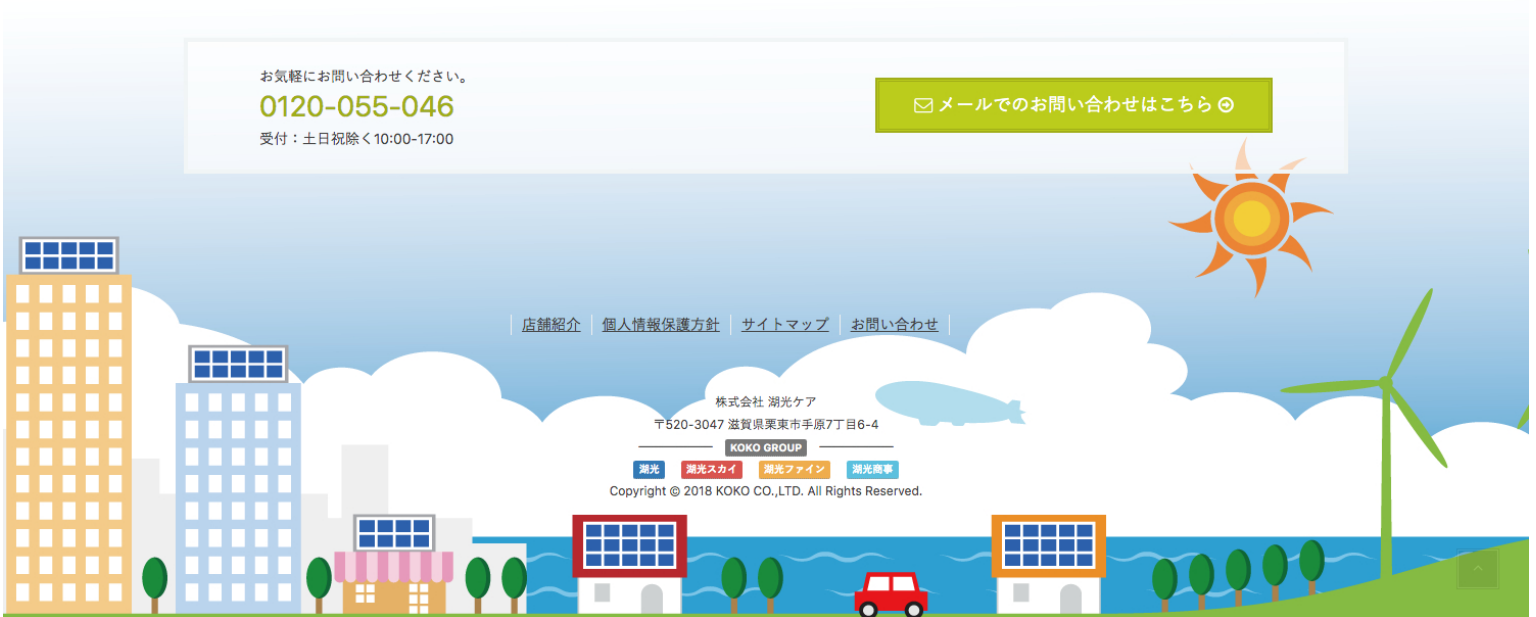 お気軽にお問い合わせください。
0120-055-046
受付：土日祝除く10:00-17:00
メールでのお問い合わせはこちら
店舗紹介 個人情報保護方針 サイトマップ お問い合わせ
株式会社 湖光ケア
〒520-3047 滋賀県栗東市手原7丁目6-4
KOKO GROUP
湖光 湖光スカイ 湖光ファイン 湖光商事
Copyright © 2018 KOKO CO.,LTD. All Rights Reserved.